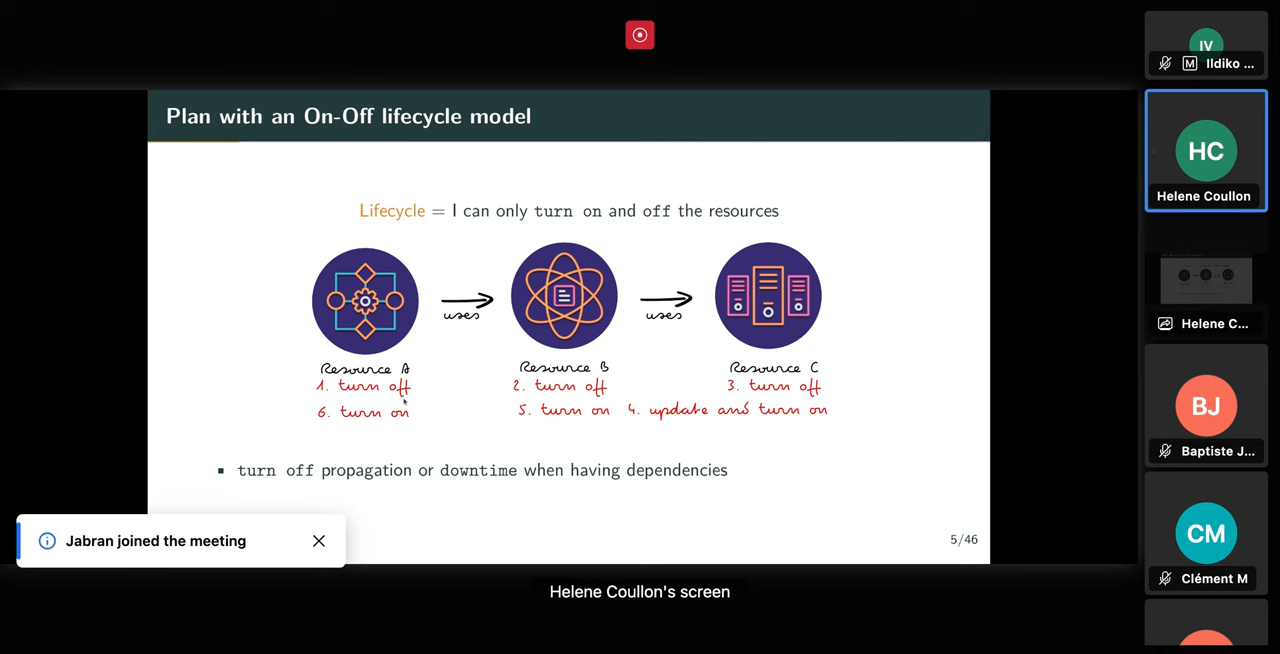 Plan with an On-Off lifecycle model
Lifecycle = I can only turn on and off the resources
uses
uses
Resource A
Resource B
Resource C
1. turn off
2. turn off
3. turn off
6. turn on
5. turn on
4. update and turn on
▪ turn off propagation or downtime when having dependencies
5/46
Jabran joined the meeting
Helene Coullon's screen
IV
M Ildiko ...
HC
Helene Coullon
Helene C...
BJ
Baptiste J...
CM
Clément M